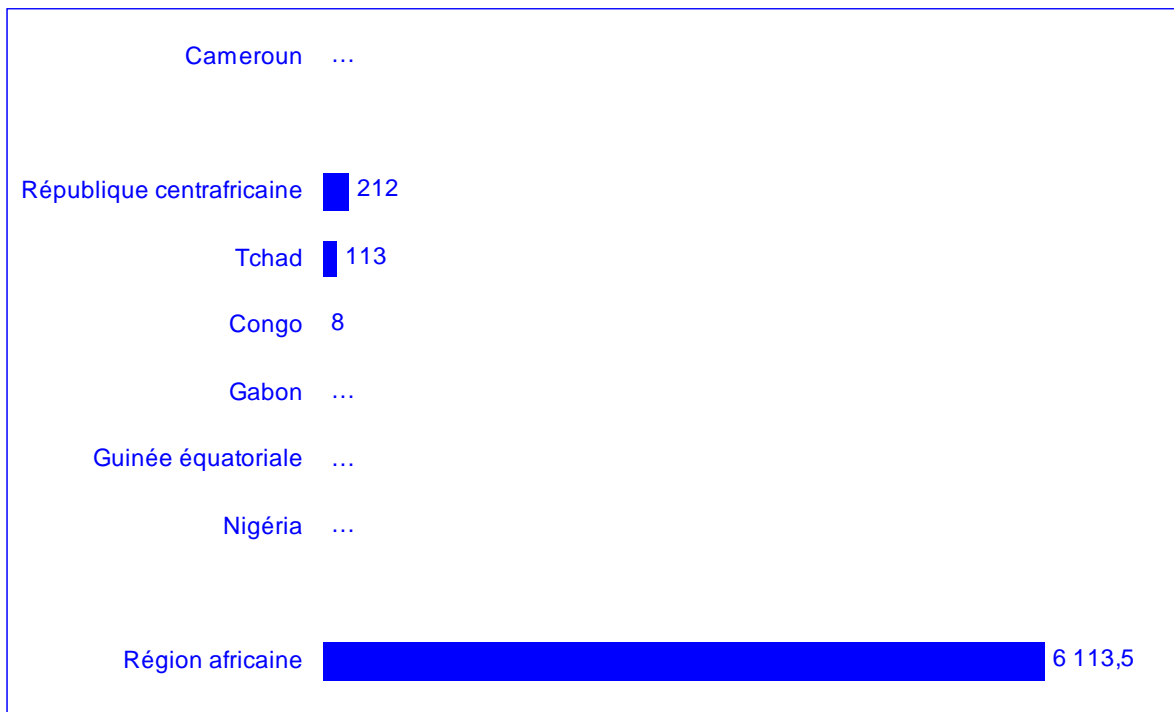 Cameroun …
République centrafricaine 212
Tchad 113
Congo 8
Gabon …
Guinée équatoriale …
Nigéria …
Région africaine 6 113,5